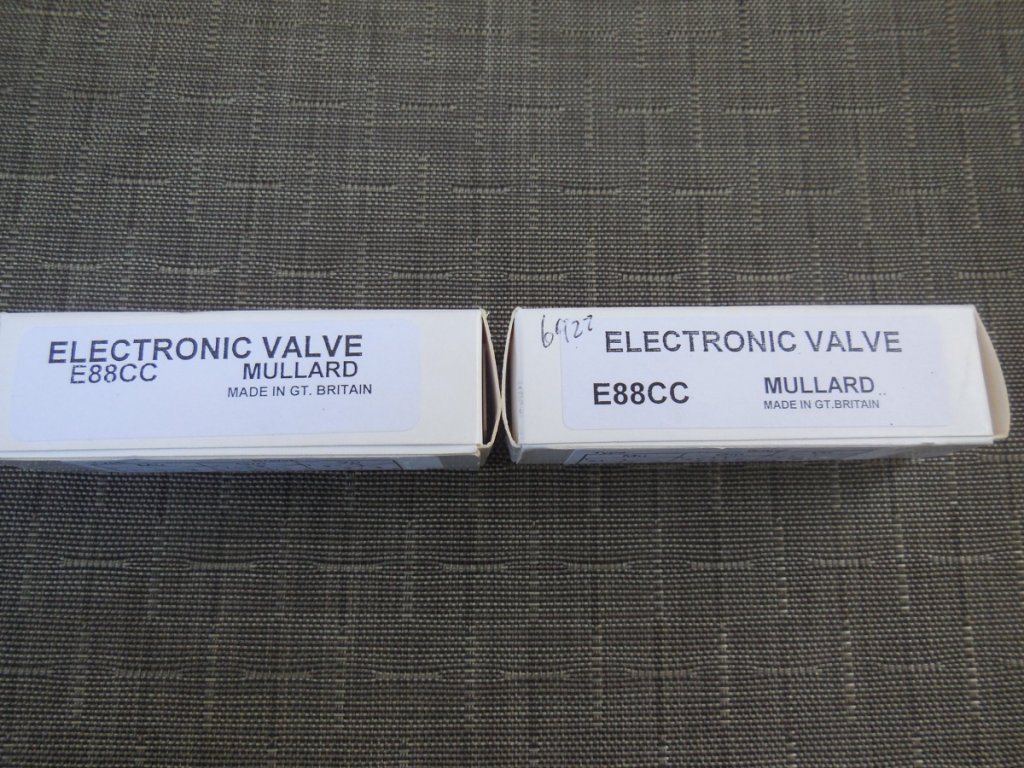 ELECTRONIC VALVE
E88CC MULLARD
MADE IN GT. BRITAIN
6922
ELECTRONIC VALVE
E88CC MULLARD
MADE IN GT.BRITAIN